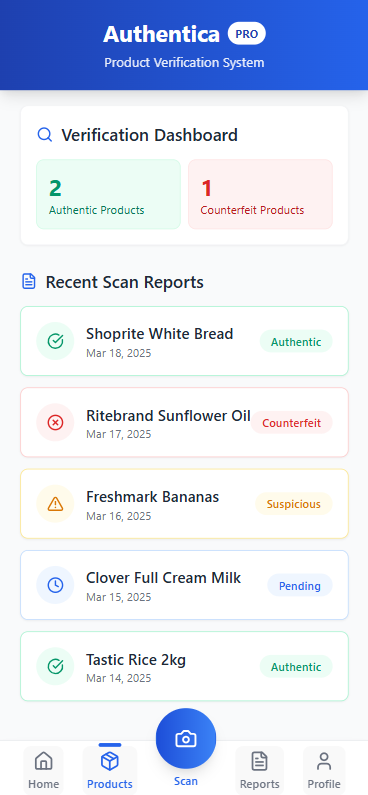 Authentica PRO
Product Verification System
Verification Dashboard
2
Authentic Products
1
Counterfeit Products
Recent Scan Reports
Shoprite White Bread
Mar 18, 2025
Authentic
Ritebrand Sunflower Oil
Mar 17, 2025
Counterfeit
Freshmark Bananas
Mar 16, 2025
Suspicious
Clover Full Cream Milk
Mar 15, 2025
Pending
Tastic Rice 2kg
Mar 14, 2025
Authentic
Home
Products
Scan
Reports
Profile